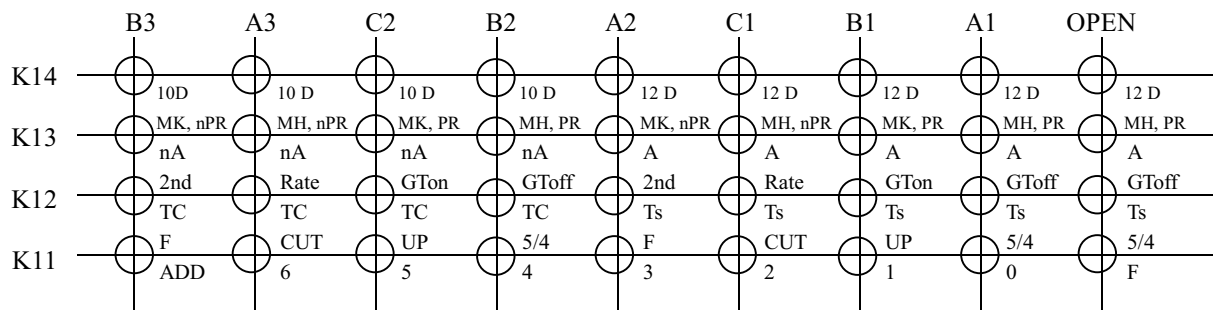 B3 A3 C2 B2 A2 C1 B1 A1 OPEN
K14
10D 10 D 10 D 10 D 12 D 12 D 12 D 12 D 12 D
K13 MK, nPR MH, nPR MK, PR MH, PR MK, nPR MH, nPR MK, PR MH, PR MH, PR
nA nA nA nA A A A A A
K12 2nd Rate GTon GToff 2nd Rate GTon GToff GToff
TC TC TC TC Ts Ts Ts Ts Ts
K11 F CUT UP 5/4 F CUT UP 5/4 5/4
ADD 6 5 4 3 2 1 0 F